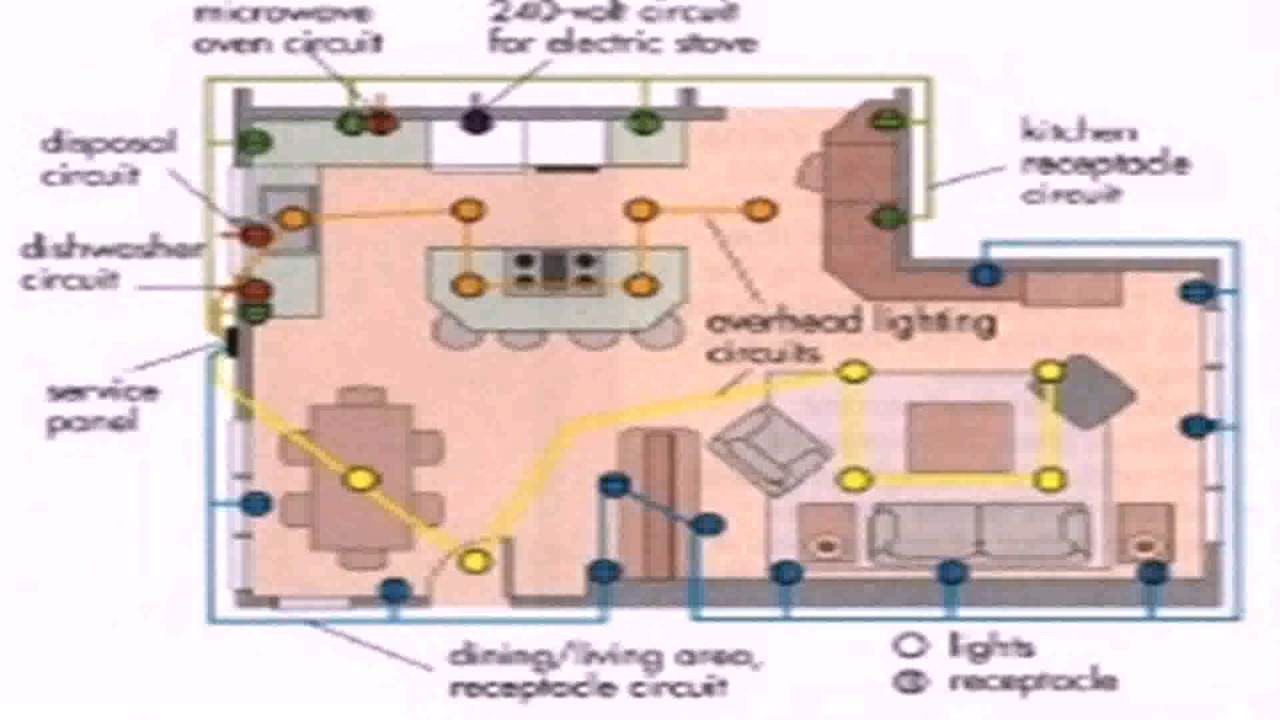 microwave
oven circuit
240-volt circuit
for electric stove
disposal
circuit
kitchen
receptacle
circuit
dishwasher
circuit
overhead lighting
circuits
service
panel
dining/living area,
receptacle circuit
lights
receptacle